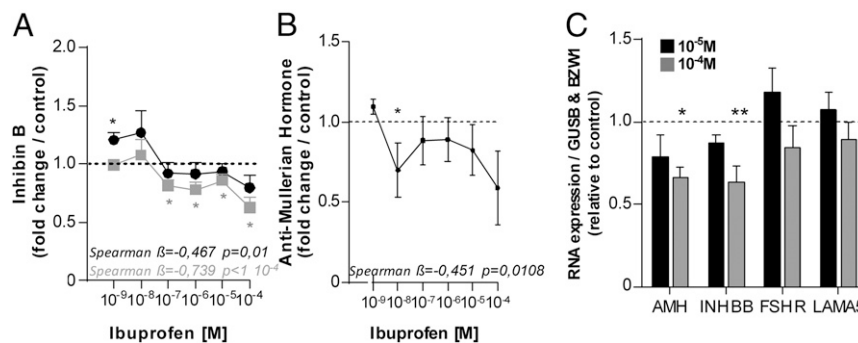 A
Inhibin B
(fold change / control)
2.0
1.5
1.0
0.5
0
*
*
*
*
*
Spearman ß=-0,467 p=0,01
Spearman ß=-0,739 p<1 10-4
10-9 10-8 10-7 10-6 10-5 10-4
Ibuprofen [M]
B
Anti-Mullerian Hormone
(fold change / control)
1.5
1.0
0.5
0
*
Spearman ß=-0,451 p=0,0108
10-9 10-8 10-7 10-6 10-5 10-4
Ibuprofen [M]
C
RNA expression / GUSB & BZW1
(relative to control)
1.5
1.0
0.5
0.0
10-5M
10-4M
*
**
AMH INHBB FSHR LAMA5